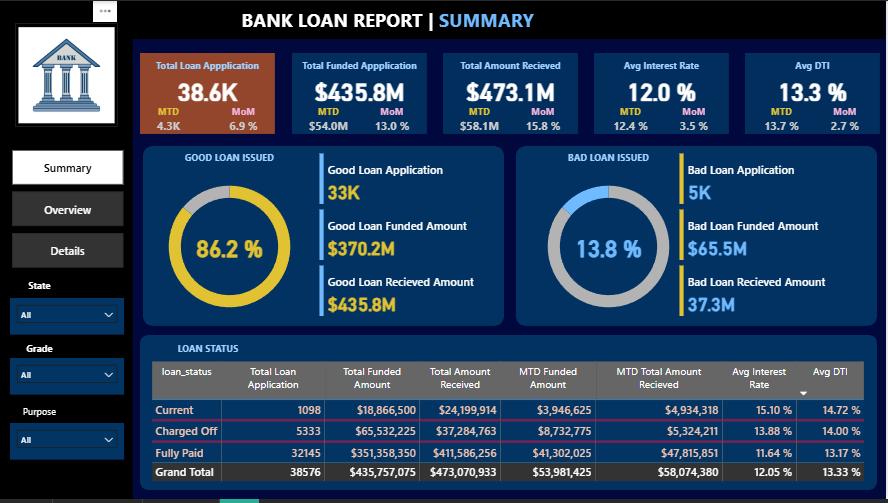 BANK LOAN REPORT | SUMMARY
BANK
Summary
Overview
Details
State
All
Grade
All
Purpose
All
Total Loan Appplication
38.6K
MTD MoM
4.3K 6.9 %
Total Funded Appplication
$435.8M
MTD MoM
$54.0M 13.0 %
Total Amount Recieved
$473.1M
MTD MoM
$58.1M 15.8 %
Avg Interest Rate
12.0 %
MTD MoM
12.4 % 3.5 %
Avg DTI
13.3 %
MTD MoM
13.7 % 2.7 %
GOOD LOAN ISSUED
86.2 %
Good Loan Application
33K
Good Loan Funded Amount
$370.2M
Good Loan Recieved Amount
$435.8M
BAD LOAN ISSUED
13.8 %
Bad Loan Application
5K
Bad Loan Funded Amount
$65.5M
Bad Loan Recieved Amount
37.3M
LOAN STATUS
loan_status Total Loan Application Total Funded Amount Total Amount Received MTD Funded Amount MTD Total Amount Recieved Avg Interest Rate Avg DTI
Current 1098 $18,866,500 $24,199,914 $3,946,625 $4,934,318 15.10 % 14.72 %
Charged Off 5333 $65,532,225 $37,284,763 $8,732,775 $5,324,211 13.88 % 14.00 %
Fully Paid 32145 $351,358,350 $411,586,256 $41,302,025 $47,815,851 11.64 % 13.17 %
Grand Total 38576 $435,757,075 $473,070,933 $53,981,425 $58,074,380 12.05 % 13.33 %